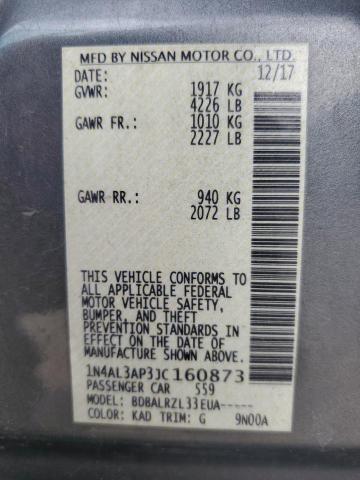 MFD BY NISSAN MOTOR CO., LTD.
DATE: 12/17
GVWR: 1917 KG
4226 LB
GAWR FR.: 1010 KG
2227 LB
GAWR RR.: 940 KG
2072 LB
THIS VEHICLE CONFORMS TO
ALL APPLICABLE FEDERAL
MOTOR VEHICLE SAFETY,
BUMPER, AND THEFT
PREVENTION STANDARDS IN
EFFECT ON THE DATE OF
MANUFACTURE SHOWN ABOVE.
1N4AL3AP3JC160873
PASSENGER CAR 559
MODEL: BDBALRZL33EUA-----
COLOR: KAD TRIM: G 9N00A